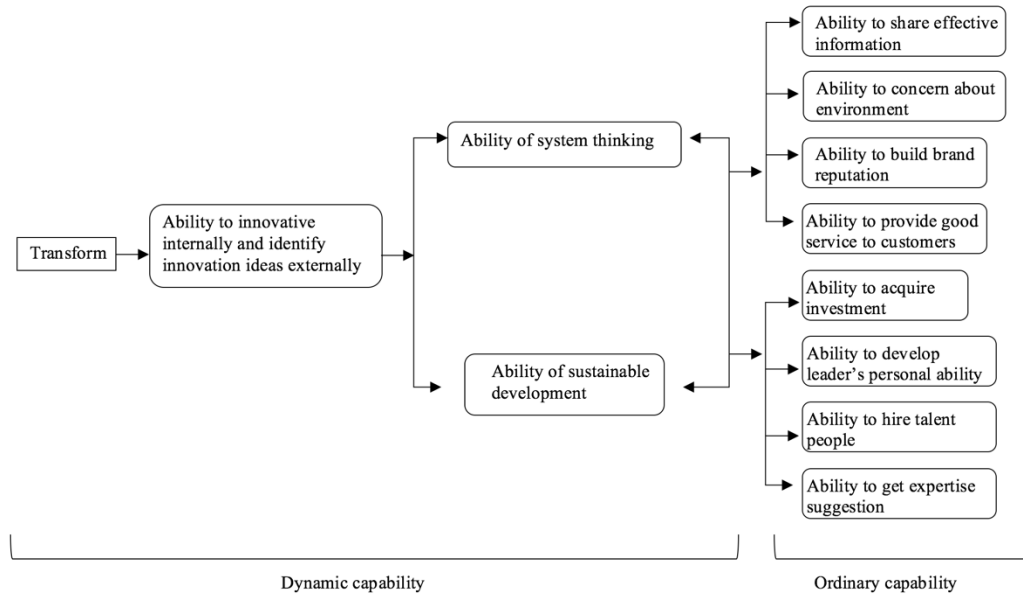 Transform
Ability to innovative
internally and identify
innovation ideas externally
Ability of system thinking
Ability of sustainable
development
Ability to share effective
information
Ability to concern about
environment
Ability to build brand
reputation
Ability to provide good
service to customers
Ability to acquire
investment
Ability to develop
leader’s personal ability
Ability to hire talent
people
Ability to get expertise
suggestion
Dynamic capability
Ordinary capability